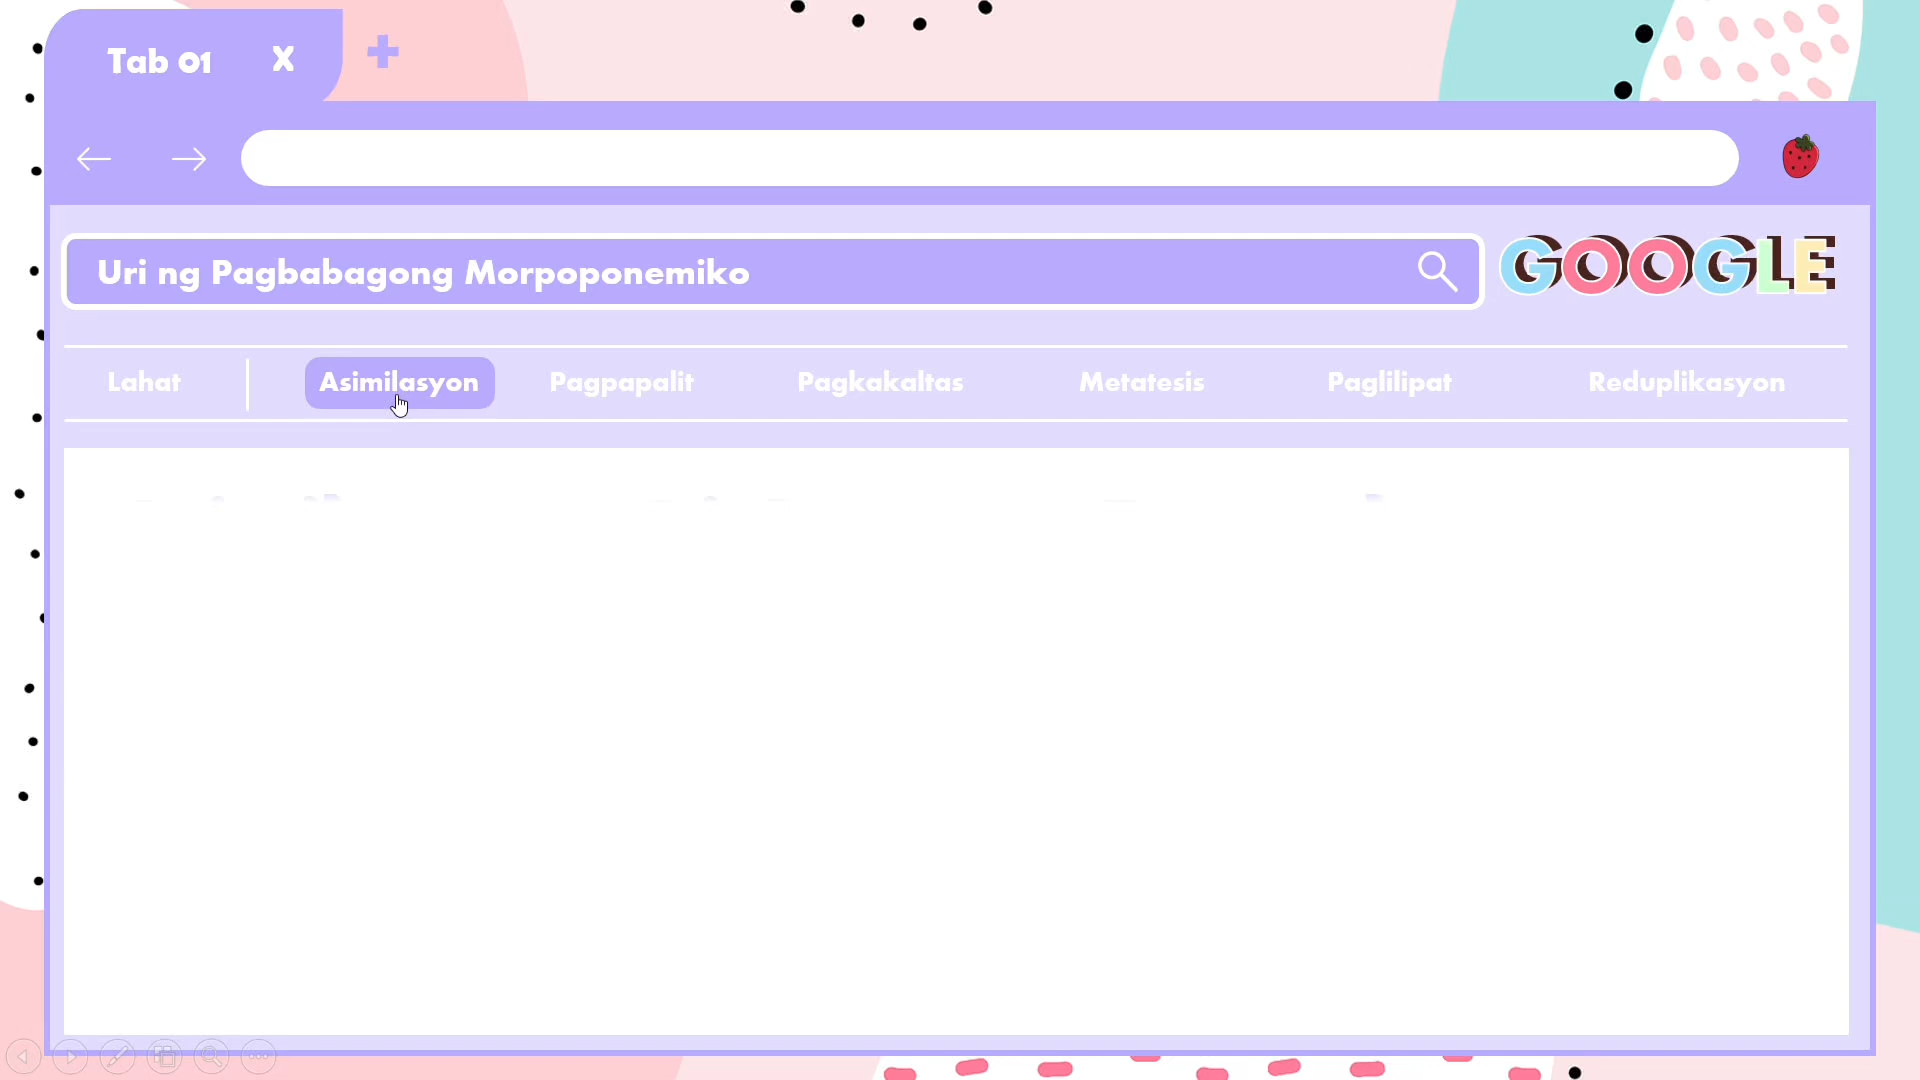 Tab 01 X
Uri ng Pagbabagong Morpoponemiko
GOOGLE
Lahat Asimilasyon Pagpapalit Pagkakaltas Metatesis Paglilipat Reduplikasyon